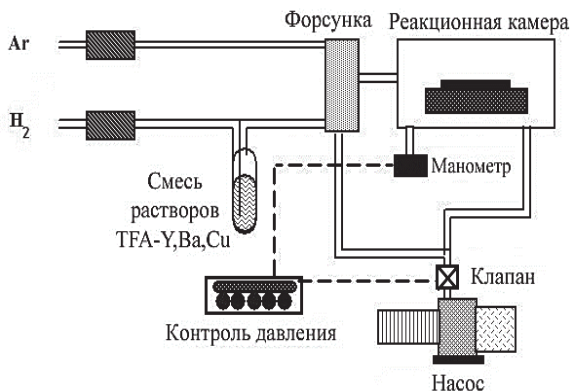 Форсунка
Реакционная камера
Ar
H2
Смесь
растворов
TFA-Y,Ba,Cu
Манометр
Клапан
Контроль давления
Насос